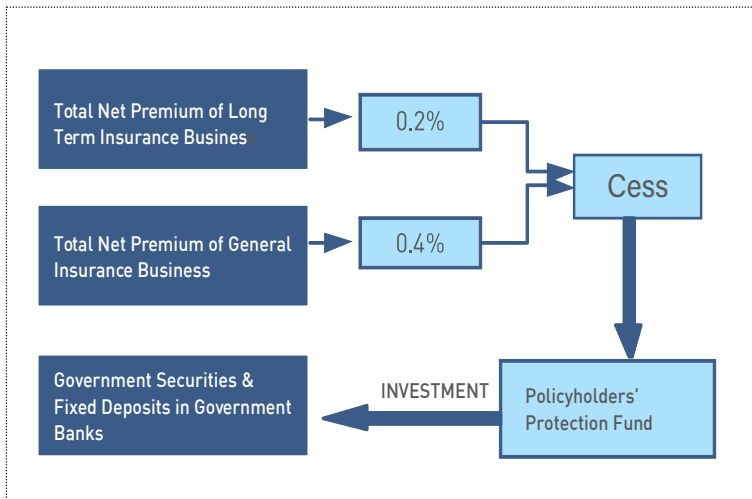 Total Net Premium of Long
Term Insurance Business
0.2%
Cess
Total Net Premium of General
Insurance Business
0.4%
Government Securities &
Fixed Deposits in Government
Banks
INVESTMENT
Policyholders'
Protection Fund